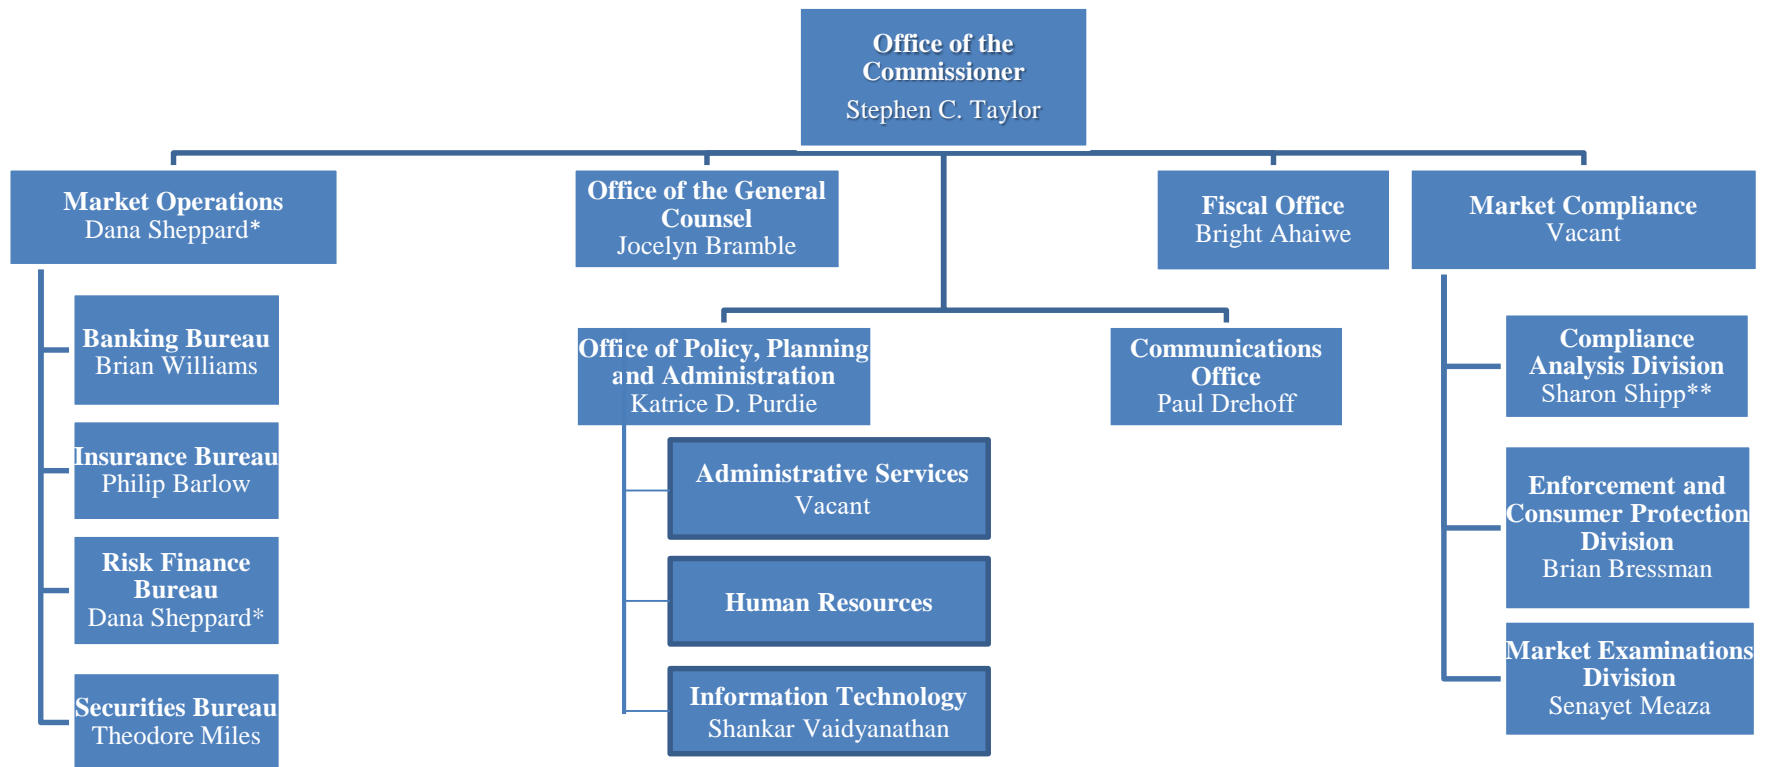 Office of the
Commissioner
Stephen C. Taylor
Market Operations
Dana Sheppard*
Office of the General
Counsel
Jocelyn Bramble
Fiscal Office
Bright Ahaiwe
Market Compliance
Vacant
Banking Bureau
Brian Williams
Insurance Bureau
Philip Barlow
Risk Finance
Bureau
Dana Sheppard*
Securities Bureau
Theodore Miles
Office of Policy, Planning
and Administration
Katrice D. Purdie
Administrative Services
Vacant
Human Resources
Information Technology
Shankar Vaidyanathan
Communications
Office
Paul Drehoff
Compliance
Analysis Division
Sharon Shipp**
Enforcement and
Consumer Protection
Division
Brian Bressman
Market Examinations
Division
Senayet Meaza